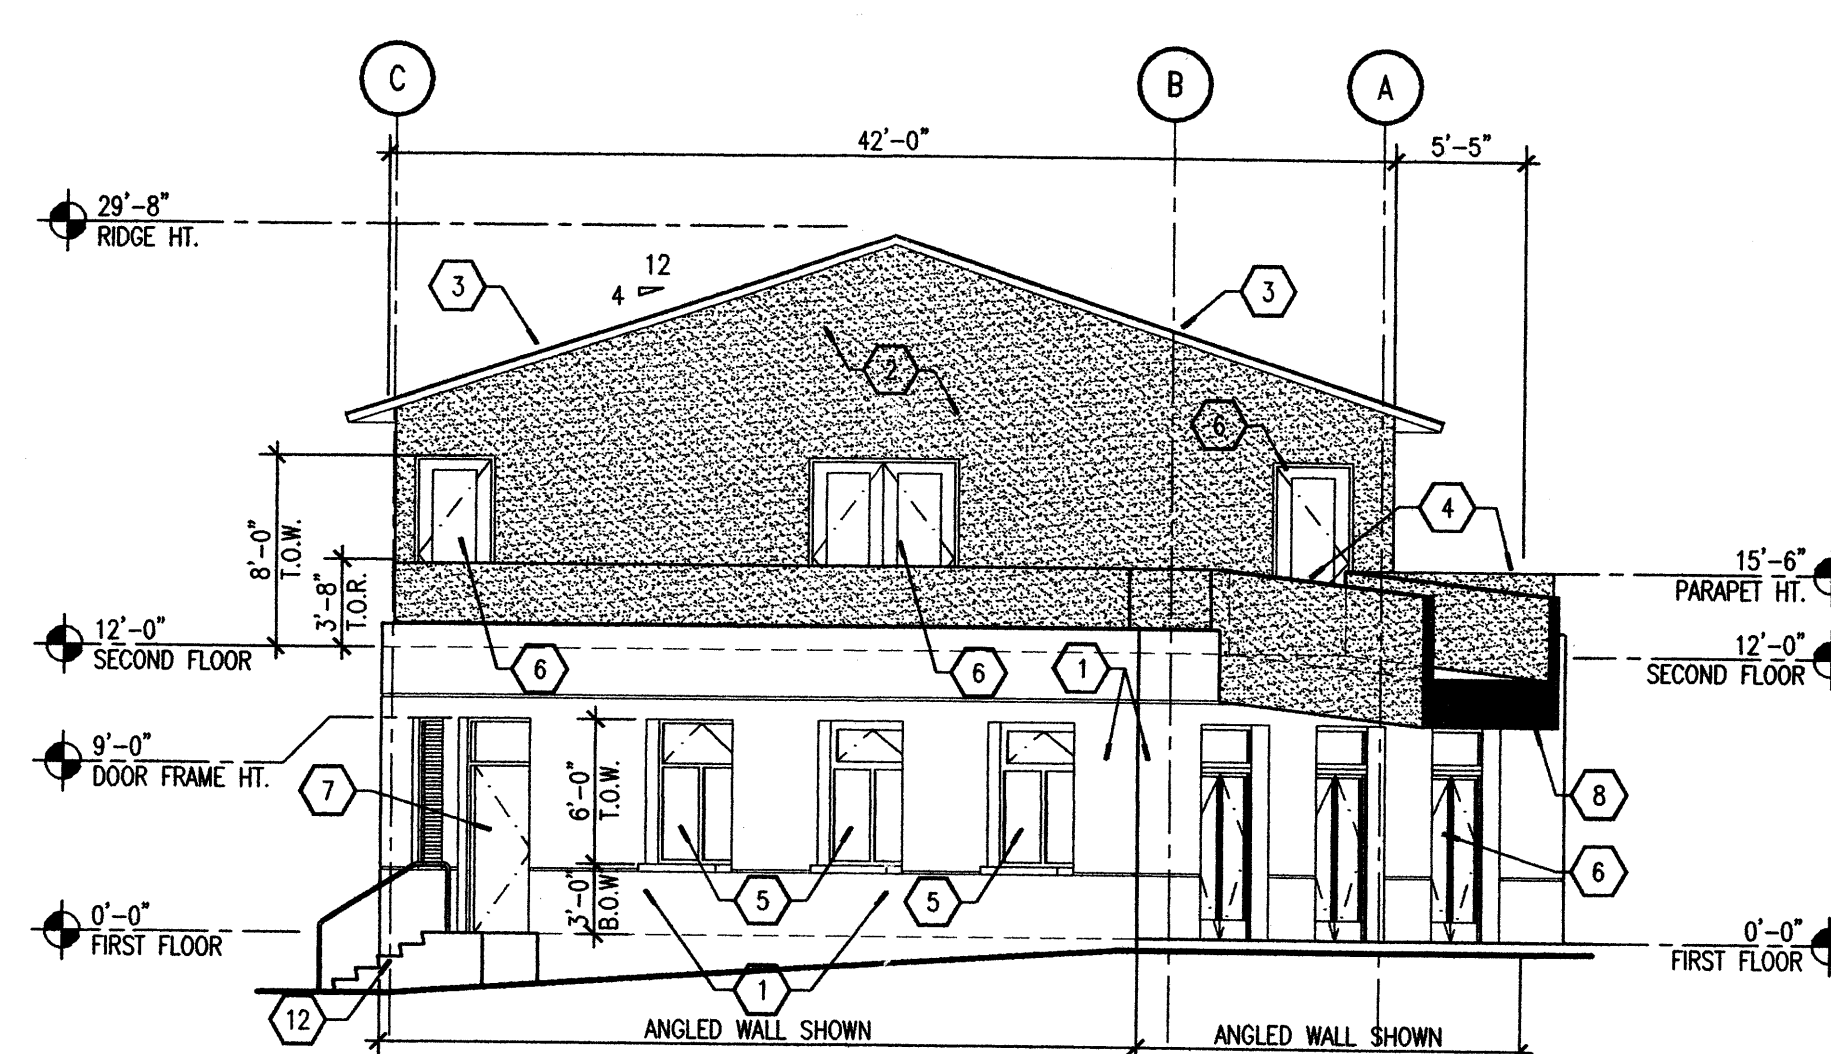 C
B
A
42'-0"
5'-5"
29'-8"
RIDGE HT.
12
4
3
3
2
6
4
8'-0"
T.O.W.
3'-8"
T.O.R.
15'-6"
PARAPET HT.
12'-0"
SECOND FLOOR
12'-0"
SECOND FLOOR
6
6
1
9'-0"
DOOR FRAME HT.
7
6'-0"
T.O.W.
8
6
5
5
3'-0"
B.O.W
0'-0"
FIRST FLOOR
0'-0"
FIRST FLOOR
1
12
ANGLED WALL SHOWN
ANGLED WALL SHOWN